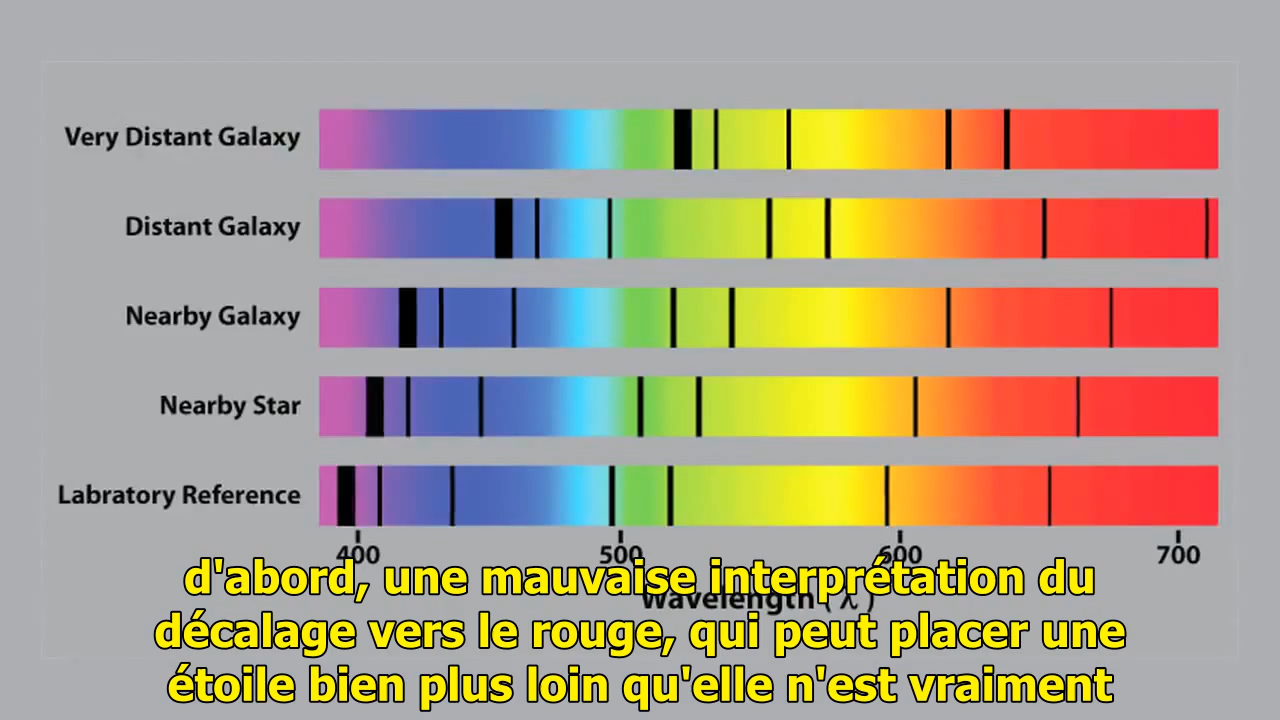 Very Distant Galaxy
Distant Galaxy
Nearby Galaxy
Nearby Star
Labratory Reference
400 500 600 700
Wavelength ( λ )
d'abord, une mauvaise interprétation du
décalage vers le rouge, qui peut placer une
étoile bien plus loin qu'elle n'est vraiment